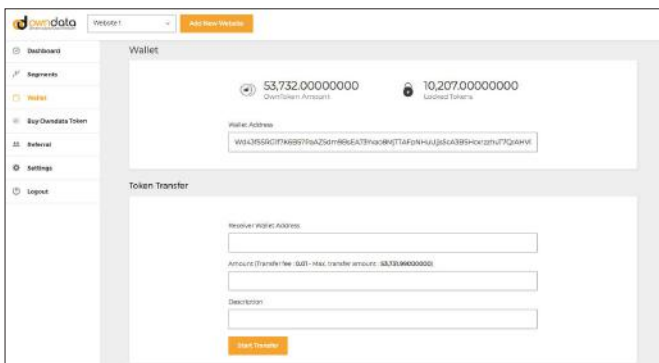 owndata
Website 1
Add New Website
Dashboard
Segments
Wallet
Buy Owndata Token
Referral
Settings
Logout
Wallet
53,732.00000000
OwnToken Amount
10,207.00000000
Locked Tokens
Wallet Address
Token Transfer
Receiver Wallet Address
Amount (Transfer fee : 0.01 - Max. transfer amount : 53,731.99000000)
Description
Start Transfer